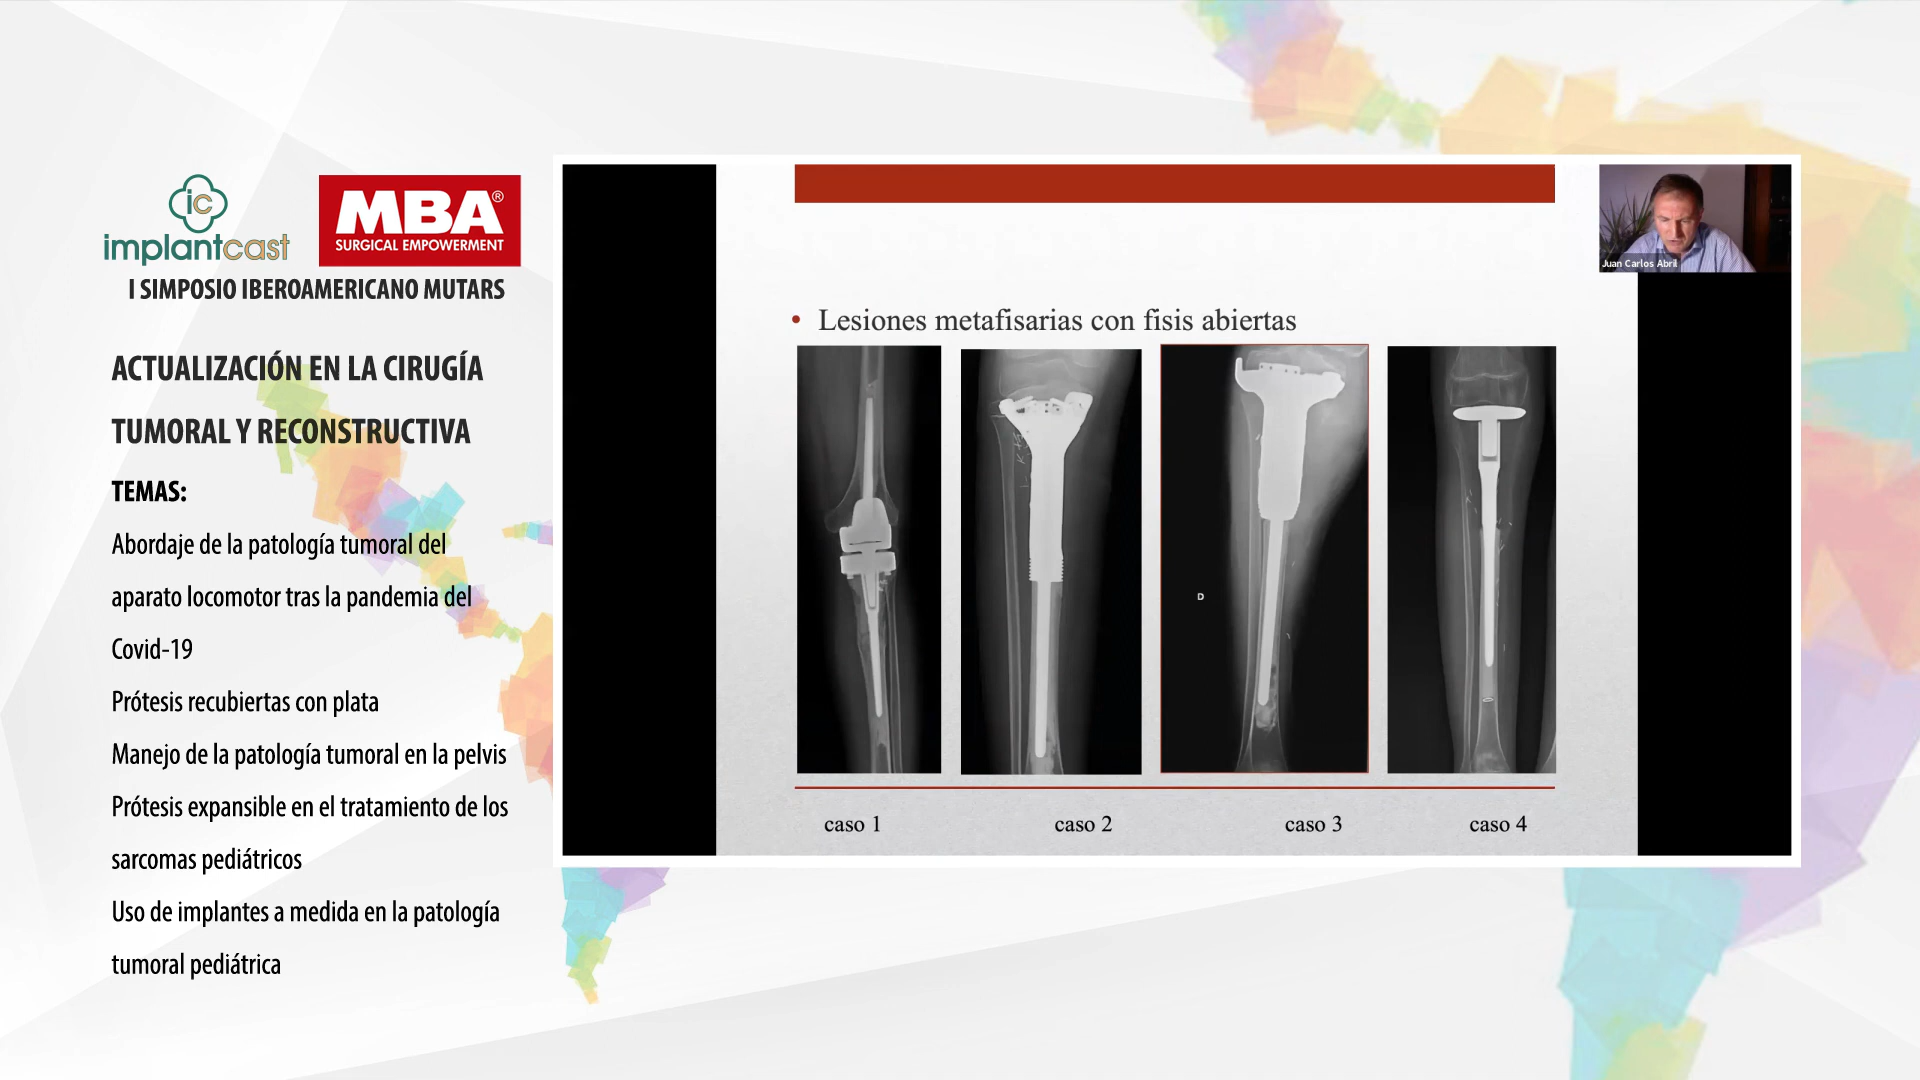 ic
implantcast
MBA®
SURGICAL EMPOWERMENT
I SIMPOSIO IBEROAMERICANO MUTARS
ACTUALIZACIÓN EN LA CIRUGÍA
TUMORAL Y RECONSTRUCTIVA
TEMAS:
Abordaje de la patología tumoral del
aparato locomotor tras la pandemia del
Covid-19
Prótesis recubiertas con plata
Manejo de la patología tumoral en la pelvis
Prótesis expansible en el tratamiento de los
sarcomas pediátricos
Uso de implantes a medida en la patología
tumoral pediátrica
Juan Carlos Abril
• Lesiones metafisarias con fisis abiertas
D
caso 1
caso 2
caso 3
caso 4